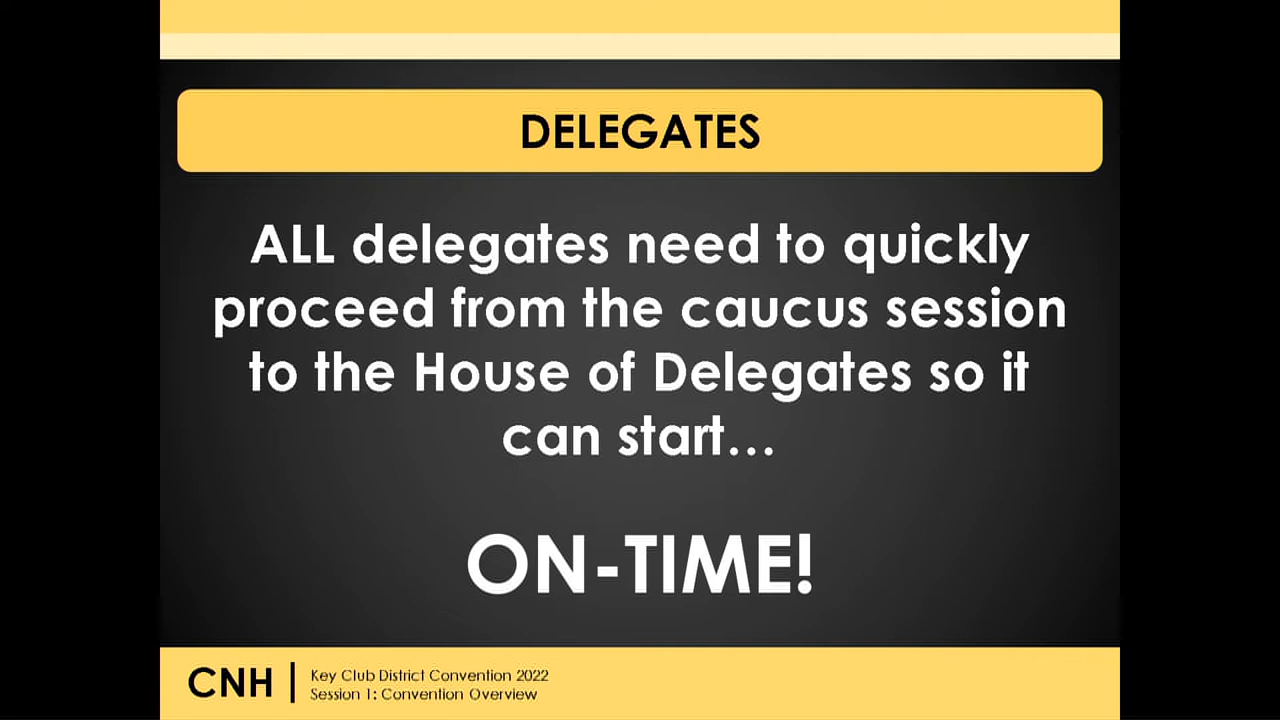 DELEGATES
ALL delegates need to quickly
proceed from the caucus session
to the House of Delegates so it
can start...
ON-TIME!
CNH
Key Club District Convention 2022
Session 1: Convention Overview